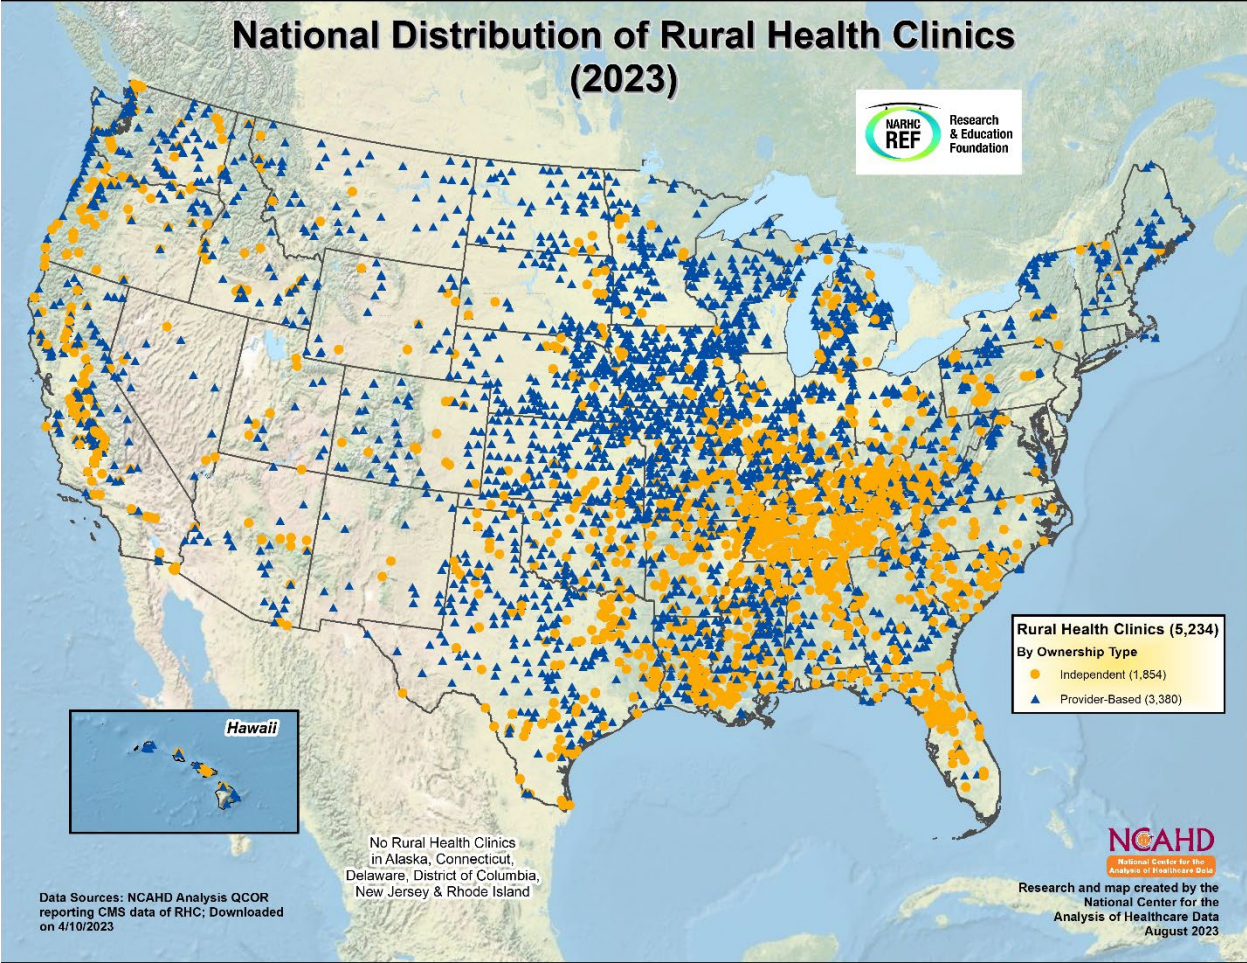 National Distribution of Rural Health Clinics
(2023)
NARHC
REF
Research
& Education
Foundation
Rural Health Clinics (5,234)
By Ownership Type
Independent (1,854)
Provider-Based (3,380)
Hawaii
No Rural Health Clinics
in Alaska, Connecticut,
Delaware, District of Columbia,
New Jersey & Rhode Island
Data Sources: NCAHD Analysis QCOR
reporting CMS data of RHC; Downloaded
on 4/10/2023
NCAHD
National Center for the
Analysis of Healthcare Data
Research and map created by the
National Center for the
Analysis of Healthcare Data
August 2023